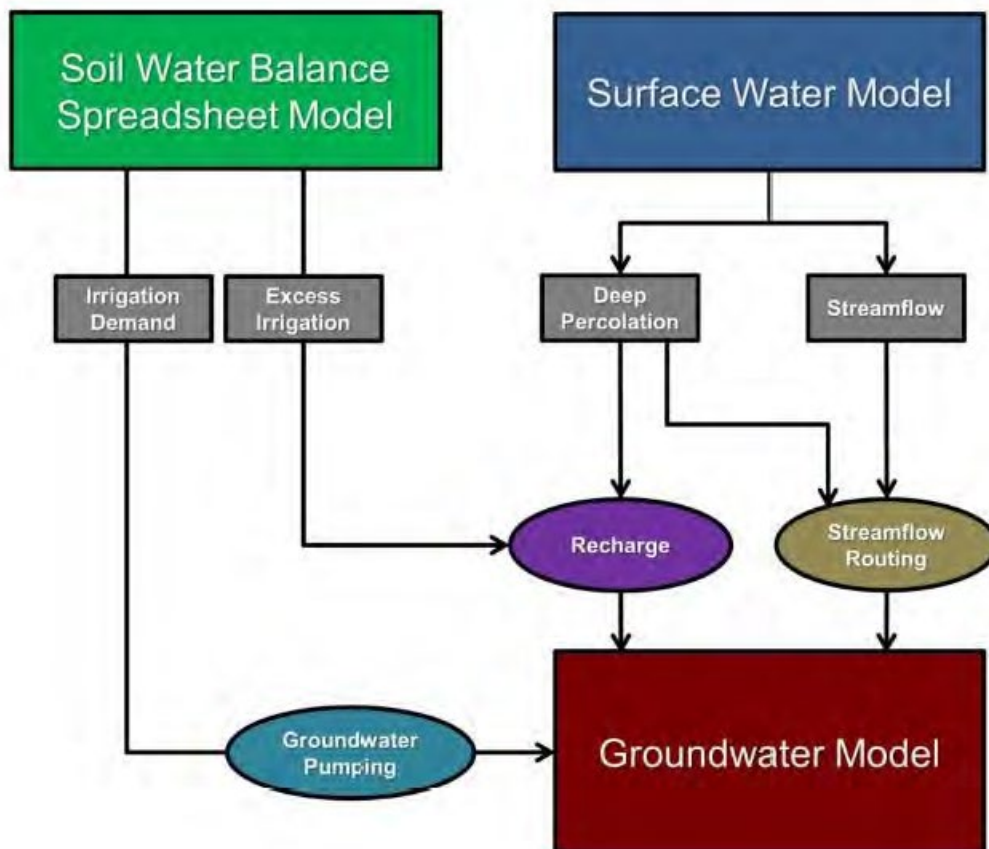 Soil Water Balance
Spreadsheet Model
Surface Water Model
Irrigation
Demand
Excess
Irrigation
Deep
Percolation
Streamflow
Recharge
Streamflow
Routing
Groundwater
Pumping
Groundwater Model